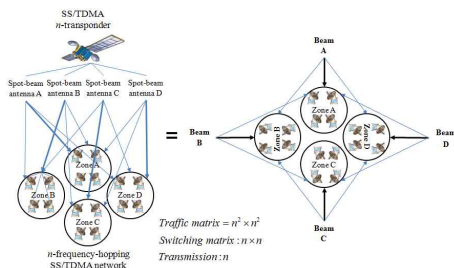 SS/TDMA
n-transponder
Spot-beam
antenna A
Spot-beam
antenna B
Spot-beam
antenna C
Spot-beam
antenna D
Zone A
Zone B
Zone D
Zone C
n-frequency-hopping
SS/TDMA network
=
Beam
A
Beam
B
Zone A
Zone B
Zone D
Zone C
Beam
D
Beam
C
Traffic matrix = n² × n²
Switching matrix : n × n
Transmission : n